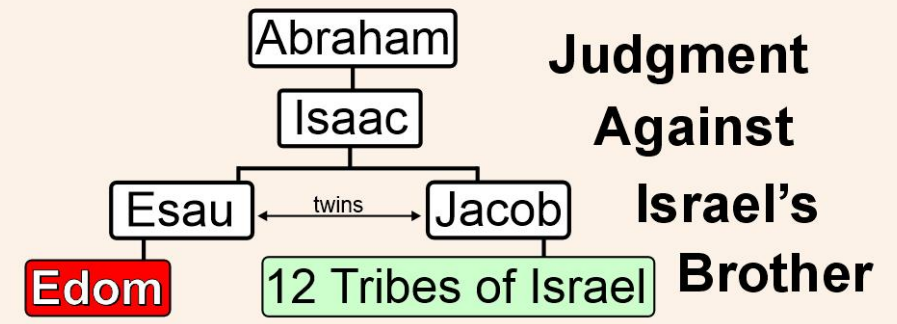 Abraham
Isaac
Esau
twins
Jacob
Edom
12 Tribes of Israel
Judgment
Against
Israel’s
Brother